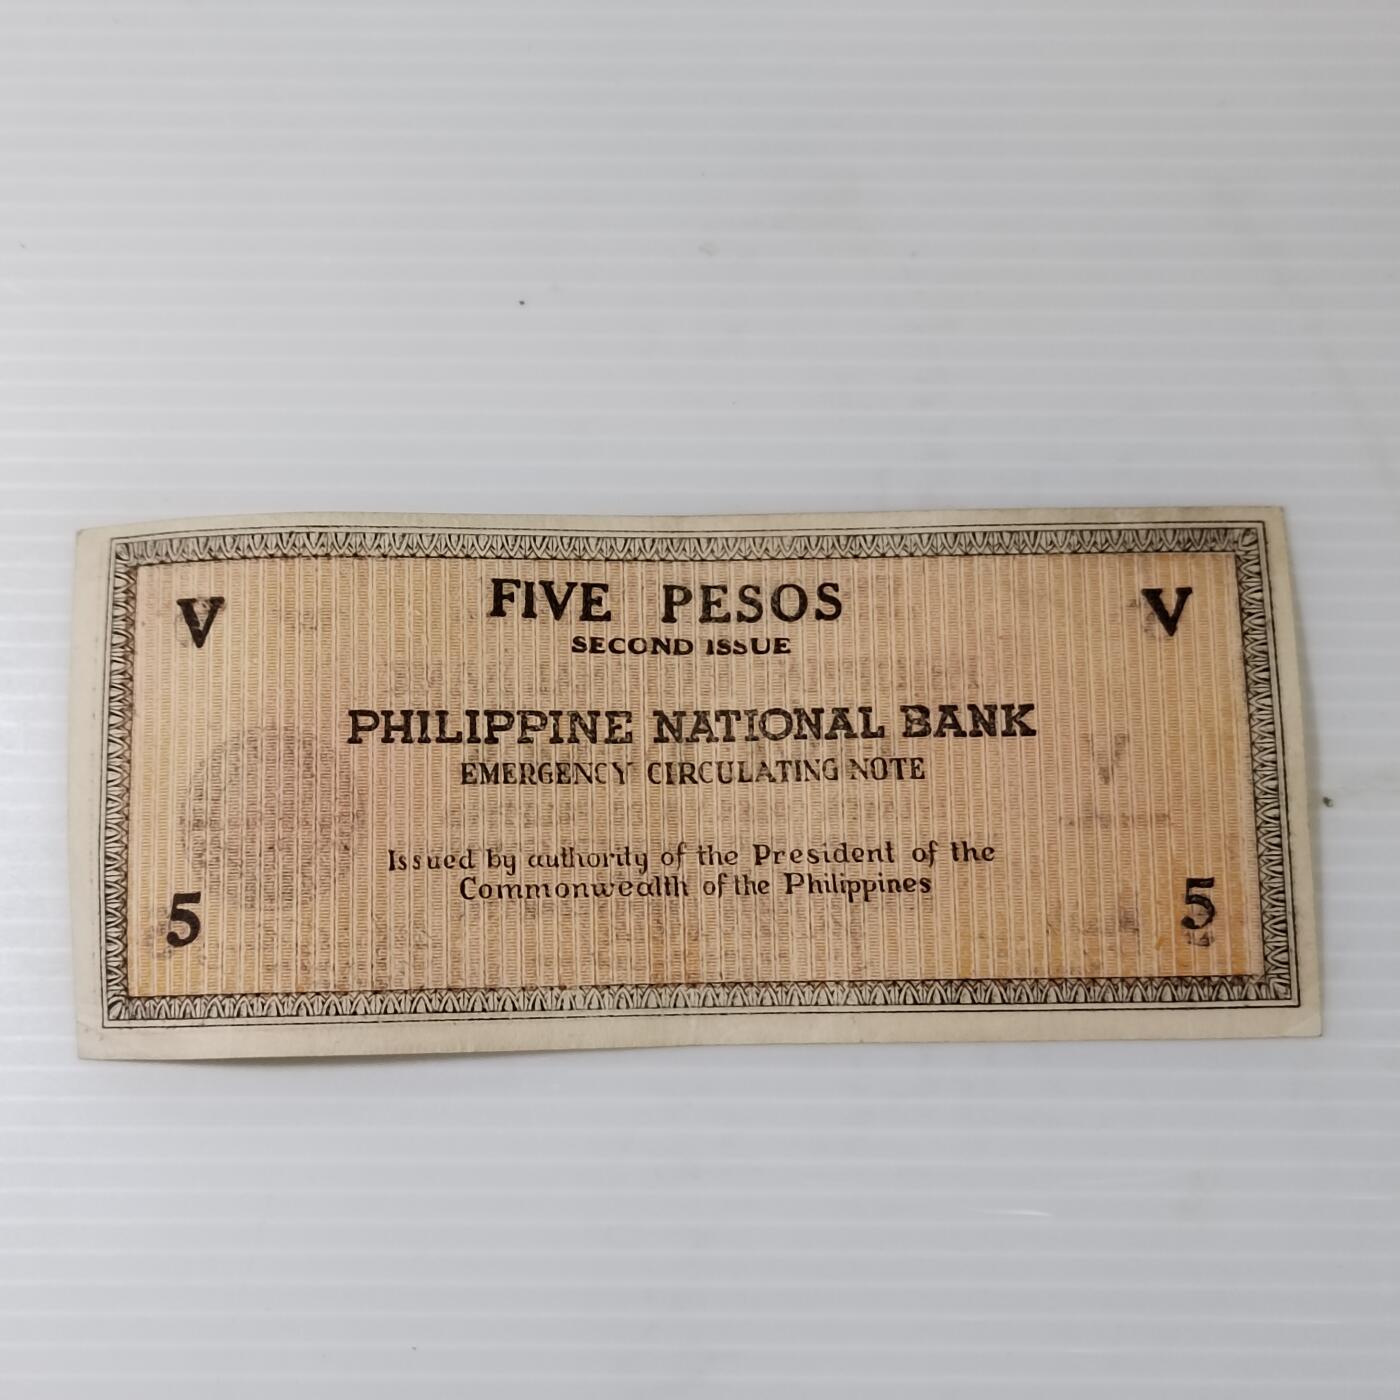 V FIVE PESOS V
SECOND ISSUE
PHILIPPINE NATIONAL BANK
EMERGENCY CIRCULATING NOTE
Issued by authority of the President of the
Commonwealth of the Philippines
5 5